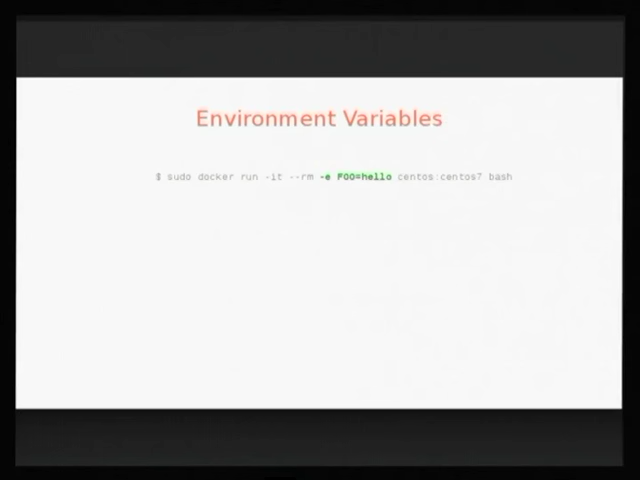 Environment Variables
$ sudo docker run -it --rm -e FOO=hello centos:centos7 bash